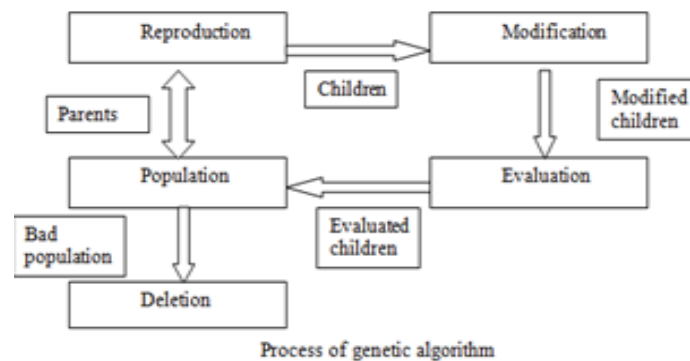 Reproduction
Modification
Children
Parents
Modified
children
Population
Evaluation
Bad
population
Evaluated
children
Deletion
Process of genetic algorithm